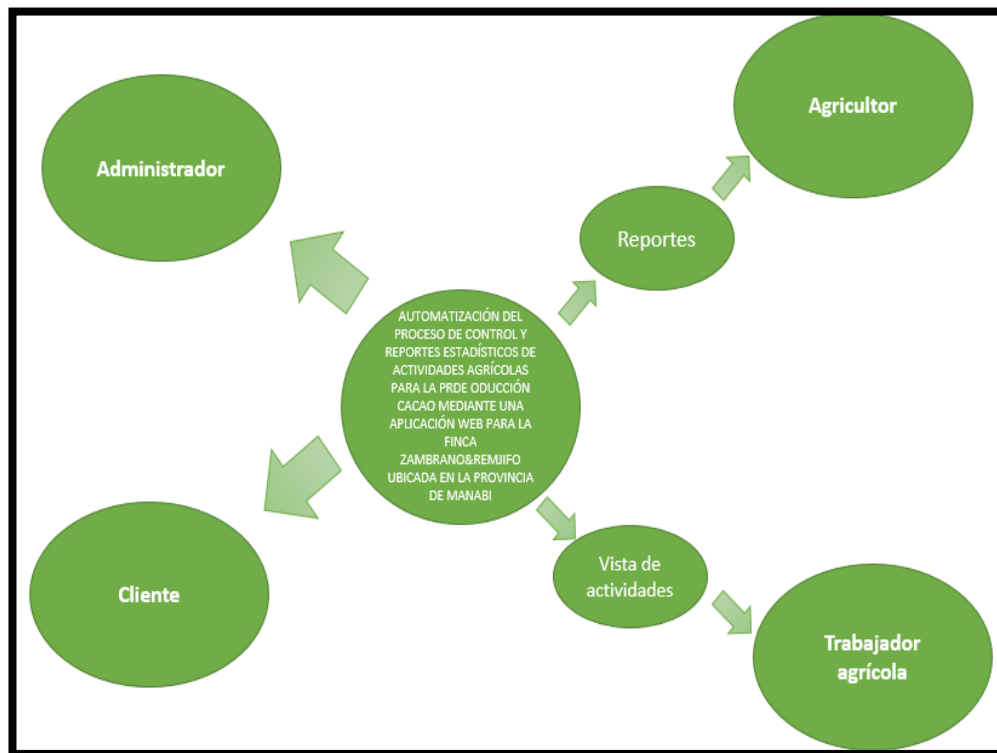 Administrador
Agricultor
Reportes
AUTOMATIZACIÓN DEL
PROCESO DE CONTROL Y
REPORTES ESTADÍSTICOS DE
ACTIVIDADES AGRÍCOLAS
PARA LA PRDE ODUCCIÓN
CACAO MEDIANTE UNA
APLICACIÓN WEB PARA LA
FINCA
ZAMBRANO&REMJIFO
UBICADA EN LA PROVINCIA
DE MANABI
Cliente
Vista de
actividades
Trabajador
agrícola